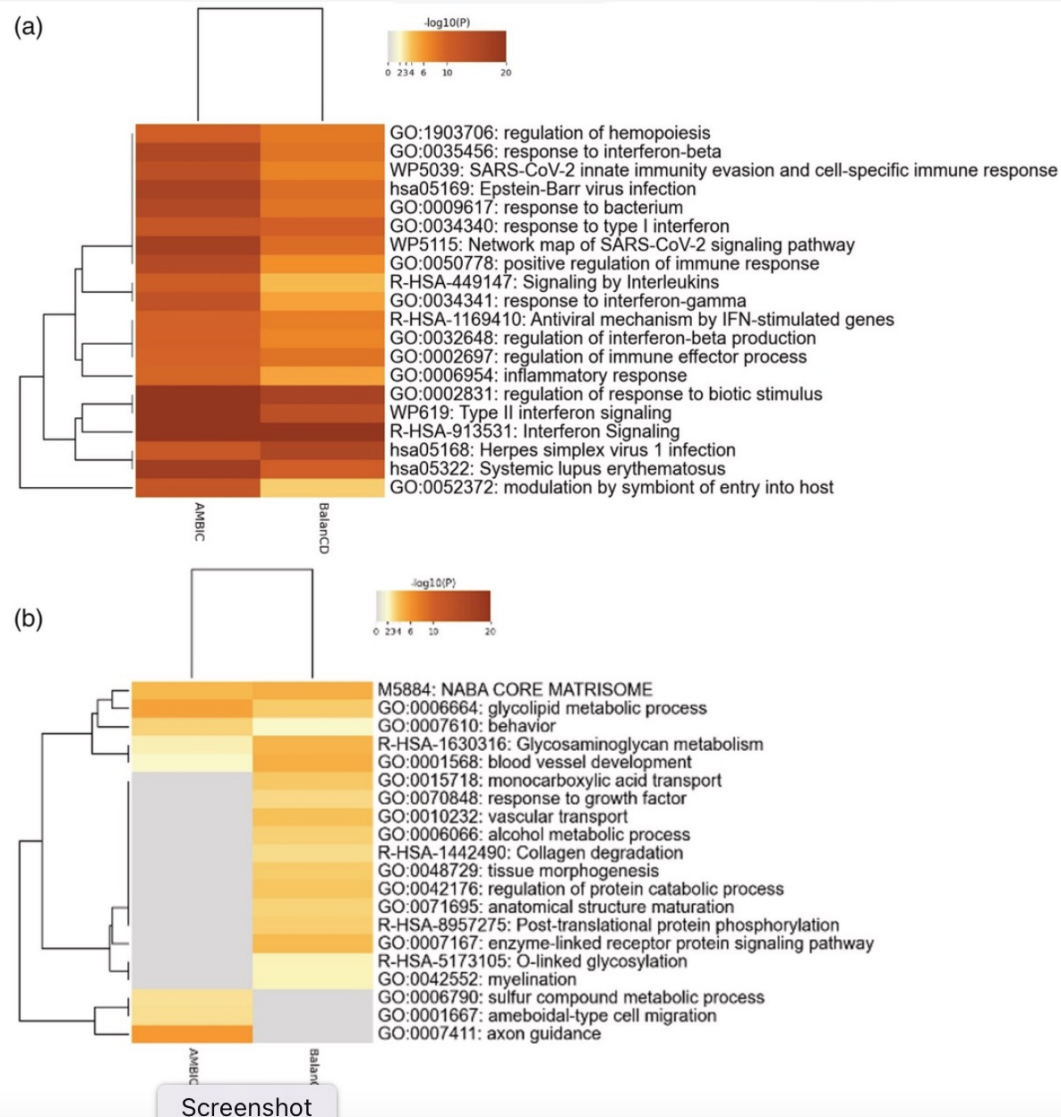 (a)
-log10(P)
0 2 3 4 6 10 20
GO:1903706: regulation of hemopoiesis
GO:0035456: response to interferon-beta
WP5039: SARS-CoV-2 innate immunity evasion and cell-specific immune response
hsa05169: Epstein-Barr virus infection
GO:0009617: response to bacterium
GO:0034340: response to type I interferon
WP5115: Network map of SARS-CoV-2 signaling pathway
GO:0050778: positive regulation of immune response
R-HSA-449147: Signaling by Interleukins
GO:0034341: response to interferon-gamma
R-HSA-1169410: Antiviral mechanism by IFN-stimulated genes
GO:0032648: regulation of interferon-beta production
GO:0002697: regulation of immune effector process
GO:0006954: inflammatory response
GO:0002831: regulation of response to biotic stimulus
WP619: Type II interferon signaling
R-HSA-913531: Interferon Signaling
hsa05168: Herpes simplex virus 1 infection
hsa05322: Systemic lupus erythematosus
GO:0052372: modulation by symbiont of entry into host
AMBIC BalanCD
(b)
-log10(P)
0 2 3 4 6 10 20
M5884: NABA CORE MATRISOME
GO:0006664: glycolipid metabolic process
GO:0007610: behavior
R-HSA-1630316: Glycosaminoglycan metabolism
GO:0001568: blood vessel development
GO:0015718: monocarboxylic acid transport
GO:0070848: response to growth factor
GO:0010232: vascular transport
GO:0006066: alcohol metabolic process
R-HSA-1442490: Collagen degradation
GO:0048729: tissue morphogenesis
GO:0042176: regulation of protein catabolic process
GO:0071695: anatomical structure maturation
R-HSA-8957275: Post-translational protein phosphorylation
GO:0007167: enzyme-linked receptor protein signaling pathway
R-HSA-5173105: O-linked glycosylation
GO:0042552: myelination
GO:0006790: sulfur compound metabolic process
GO:0001667: ameboidal-type cell migration
GO:0007411: axon guidance
Screenshot